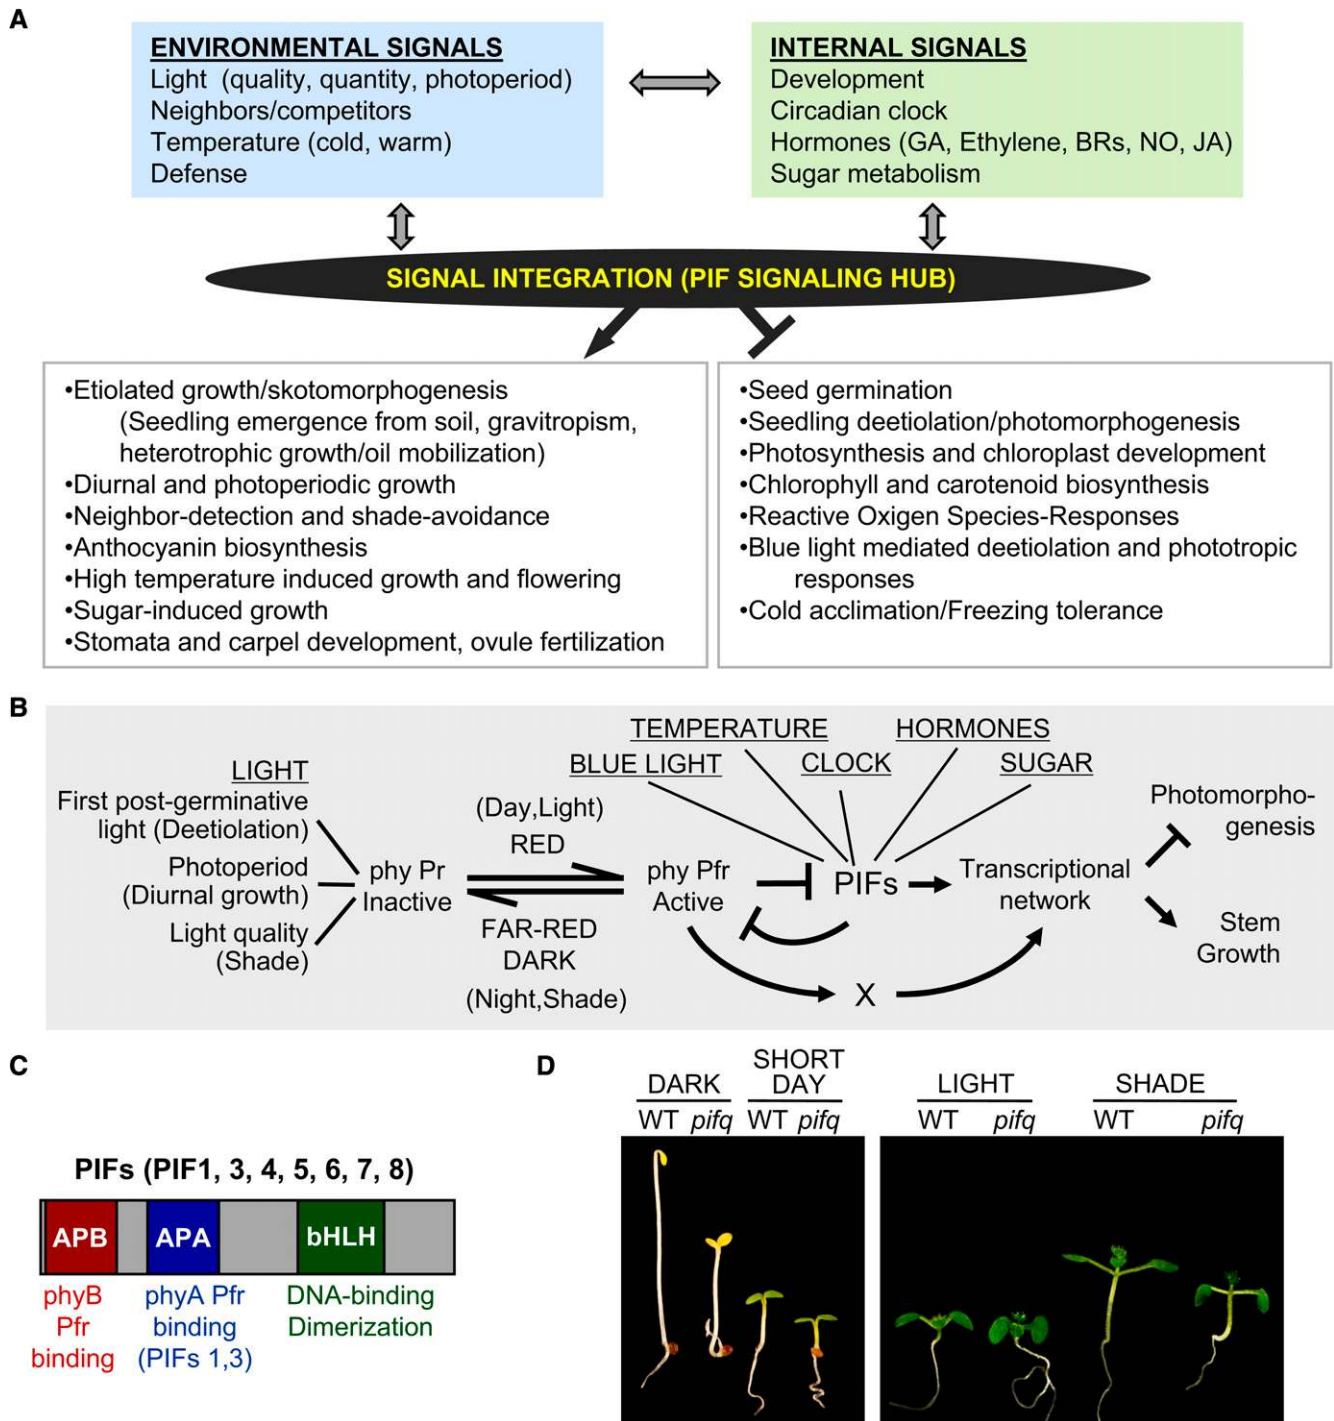 A
ENVIRONMENTAL SIGNALS
Light (quality, quantity, photoperiod)
Neighbors/competitors
Temperature (cold, warm)
Defense
INTERNAL SIGNALS
Development
Circadian clock
Hormones (GA, Ethylene, BRs, NO, JA)
Sugar metabolism
SIGNAL INTEGRATION (PIF SIGNALING HUB)
•Etiolated growth/skotomorphogenesis
(Seedling emergence from soil, gravitropism,
heterotrophic growth/oil mobilization)
•Diurnal and photoperiodic growth
•Neighbor-detection and shade-avoidance
•Anthocyanin biosynthesis
•High temperature induced growth and flowering
•Sugar-induced growth
•Stomata and carpel development, ovule fertilization
•Seed germination
•Seedling deetiolation/photomorphogenesis
•Photosynthesis and chloroplast development
•Chlorophyll and carotenoid biosynthesis
•Reactive Oxigen Species-Responses
•Blue light mediated deetiolation and phototropic
responses
•Cold acclimation/Freezing tolerance
B
LIGHT
First post-germinative
light (Deetiolation)
Photoperiod
(Diurnal growth)
Light quality
(Shade)
phy Pr
Inactive
(Day,Light)
RED
FAR-RED
DARK
(Night,Shade)
phy Pfr
Active
TEMPERATURE
HORMONES
BLUE LIGHT
CLOCK
SUGAR
PIFs
X
Transcriptional
network
Photomorpho-
genesis
Stem
Growth
C
PIFs (PIF1, 3, 4, 5, 6, 7, 8)
APB
APA
bHLH
phyB
Pfr
binding
phyA Pfr
binding
(PIFs 1,3)
DNA-binding
Dimerization
D
DARK
WT pifq
SHORT
DAY
WT pifq
LIGHT
WT pifq
SHADE
WT pifq